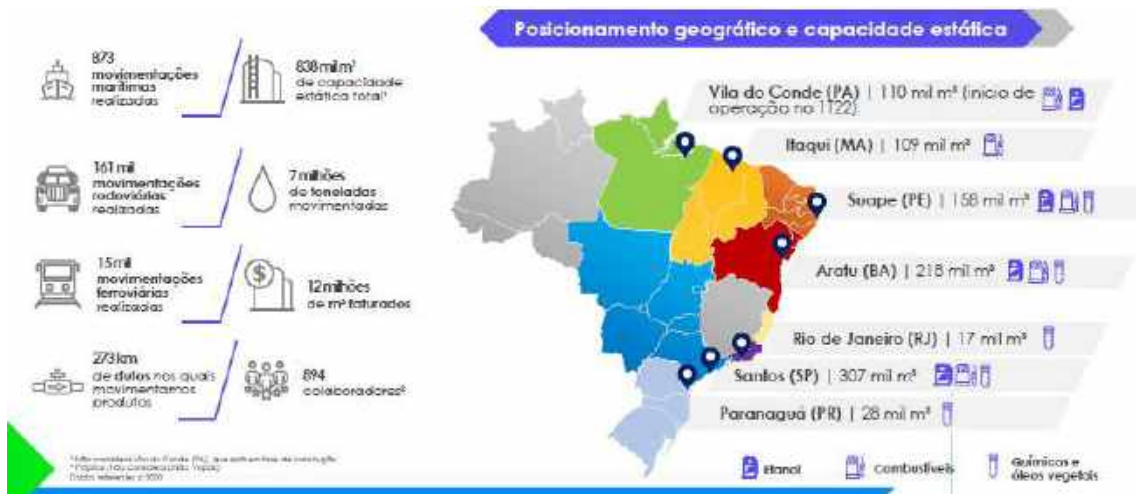 Posicionamento geográfico e capacidade estática
873
movimentações
marítimas
realizadas
838 mil m³
de capacidade
estática total¹
161 mil
movimentações
rodoviárias
realizadas
7 milhões
de toneladas
movimentadas
15 mil
movimentações
ferroviárias
realizadas
12 milhões
de m³ faturados
273 km
de dutos nos quais
movimentamos
produtos
894
colaboradores²
Vila do Conde (PA) | 110 mil m³ (início de
operação no 1T22)
Itaqui (MA) | 109 mil m³
Suape (PE) | 158 mil m³
Aratu (BA) | 218 mil m³
Rio de Janeiro (RJ) | 17 mil m³
Santos (SP) | 307 mil m³
Paranaguá (PR) | 28 mil m³
Etanol
Combustíveis
Químicos e
óleos vegetais